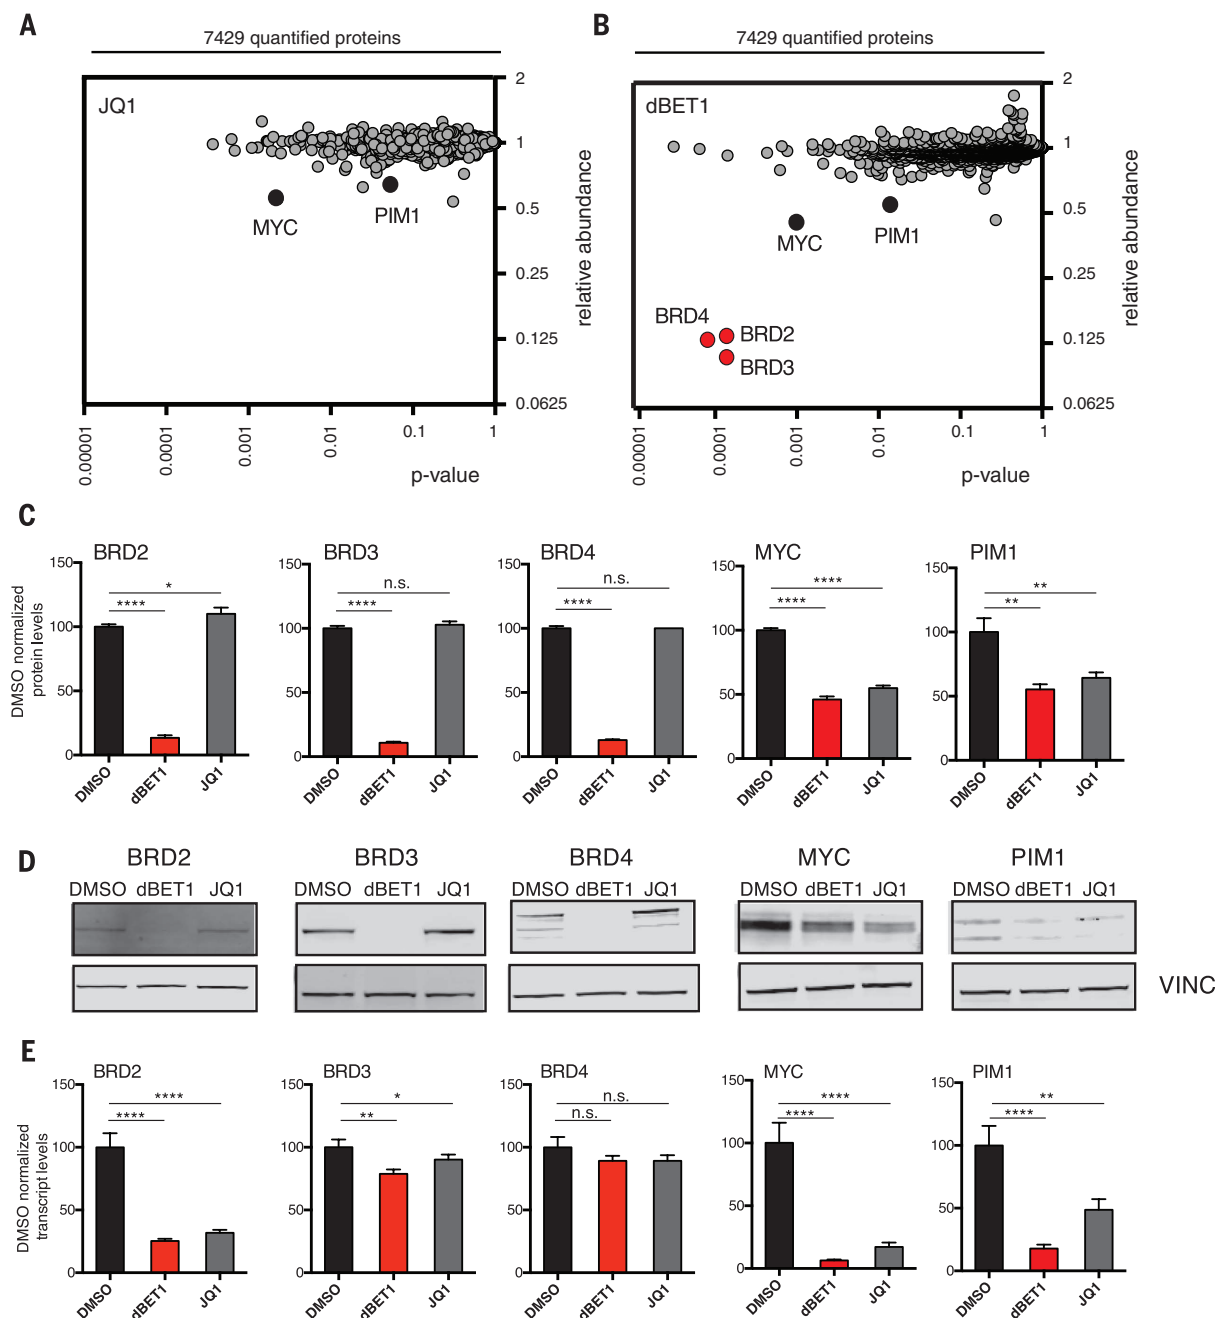 A
7429 quantified proteins
JQ1
MYC
PIM1
2
1
0.5
0.25
0.125
0.0625
relative abundance
0.00001
0.0001
0.001
0.01
0.1
1
p-value
B
7429 quantified proteins
dBET1
MYC
PIM1
BRD4
BRD2
BRD3
2
1
0.5
0.25
0.125
0.0625
relative abundance
0.00001
0.0001
0.001
0.01
0.1
1
p-value
C
DMSO normalized
protein levels
BRD2
150
100
50
0
*
****
DMSO
dBET1
JQ1
BRD3
150
100
50
0
n.s.
****
DMSO
dBET1
JQ1
BRD4
150
100
50
0
n.s.
****
DMSO
dBET1
JQ1
MYC
150
100
50
0
****
****
DMSO
dBET1
JQ1
PIM1
150
100
50
0
**
**
DMSO
dBET1
JQ1
D
BRD2
DMSO dBET1 JQ1
BRD3
DMSO dBET1 JQ1
BRD4
DMSO dBET1 JQ1
MYC
DMSO dBET1 JQ1
PIM1
DMSO dBET1 JQ1
VINC
E
DMSO normalized
transcript levels
BRD2
150
100
50
0
****
****
DMSO
dBET1
JQ1
BRD3
150
100
50
0
*
**
DMSO
dBET1
JQ1
BRD4
150
100
50
0
n.s.
n.s.
DMSO
dBET1
JQ1
MYC
150
100
50
0
****
****
DMSO
dBET1
JQ1
PIM1
150
100
50
0
**
****
DMSO
dBET1
JQ1